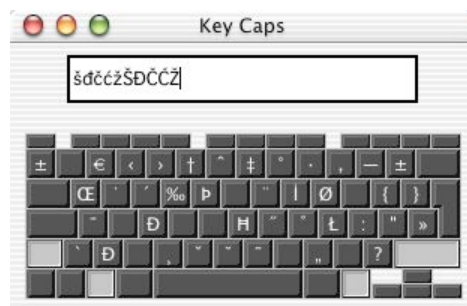 Key Caps
šđčćžŠĐČĆŽ
± € ‹ › † ˆ ‡ ° · ‚ — ±
Œ ‰ Þ ¨ Ø { }
Đ Ħ ˝ ˚ Ł : " »
` Đ ¸ ˇ ˘ ¯ „ ?